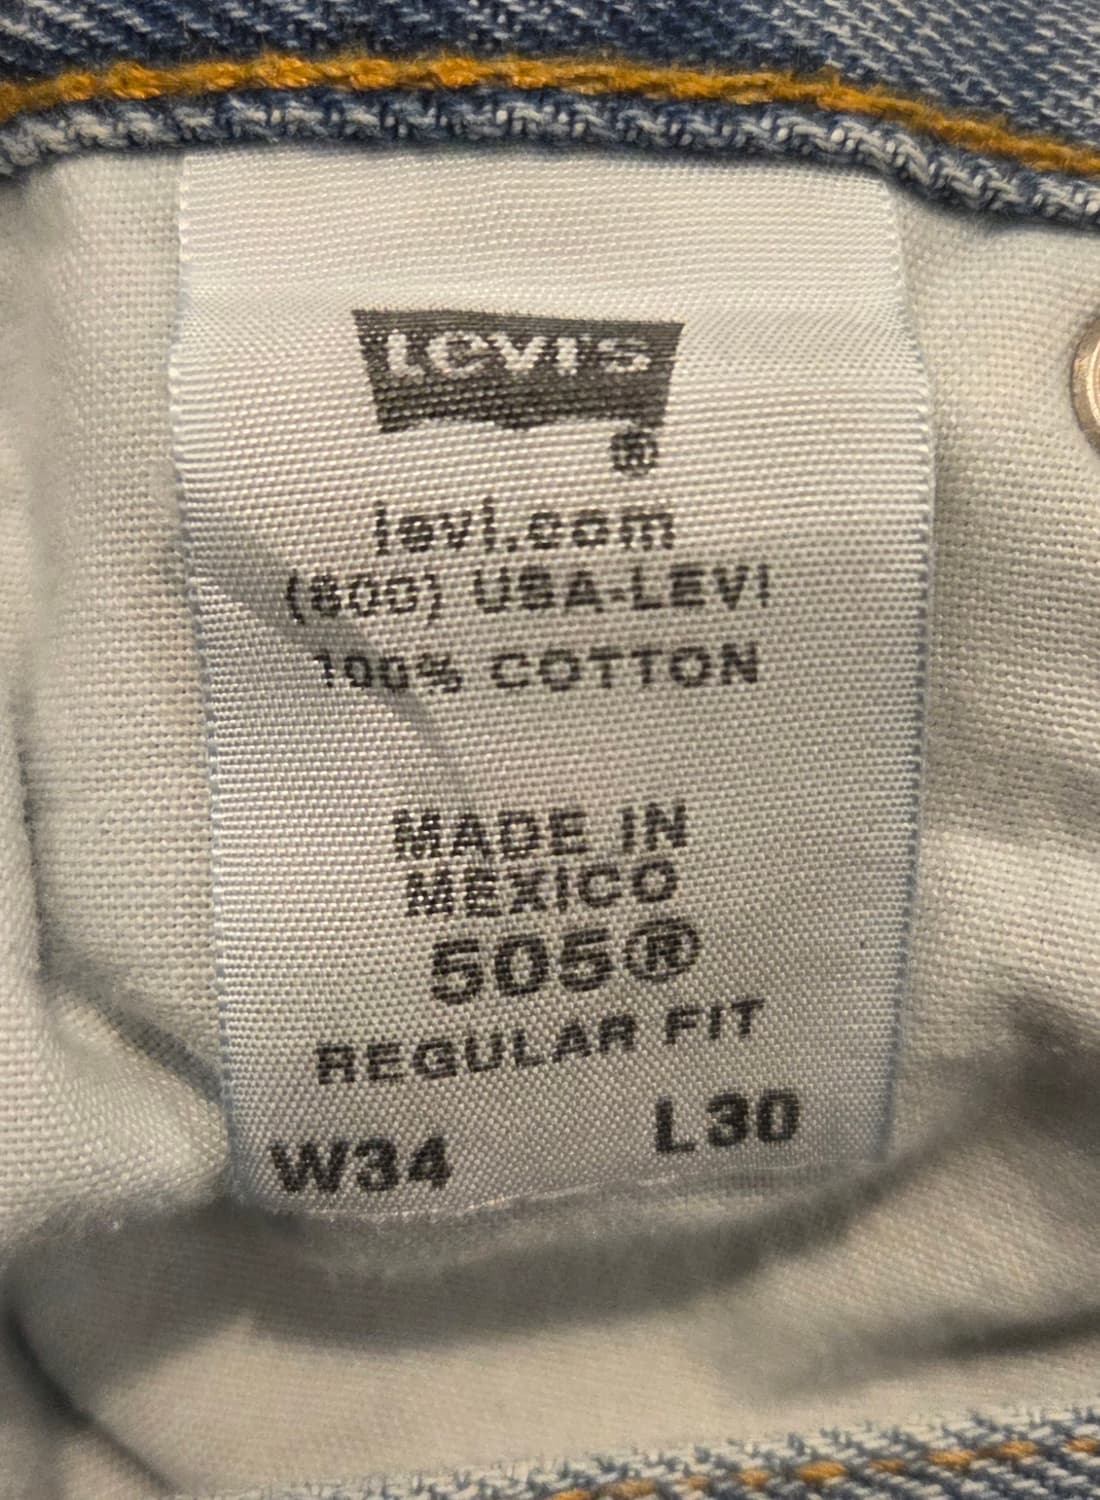 LEVI'S
®
levi.com
(800) USA-LEVI
100% COTTON
MADE IN
MEXICO
505®
REGULAR FIT
W34 L30